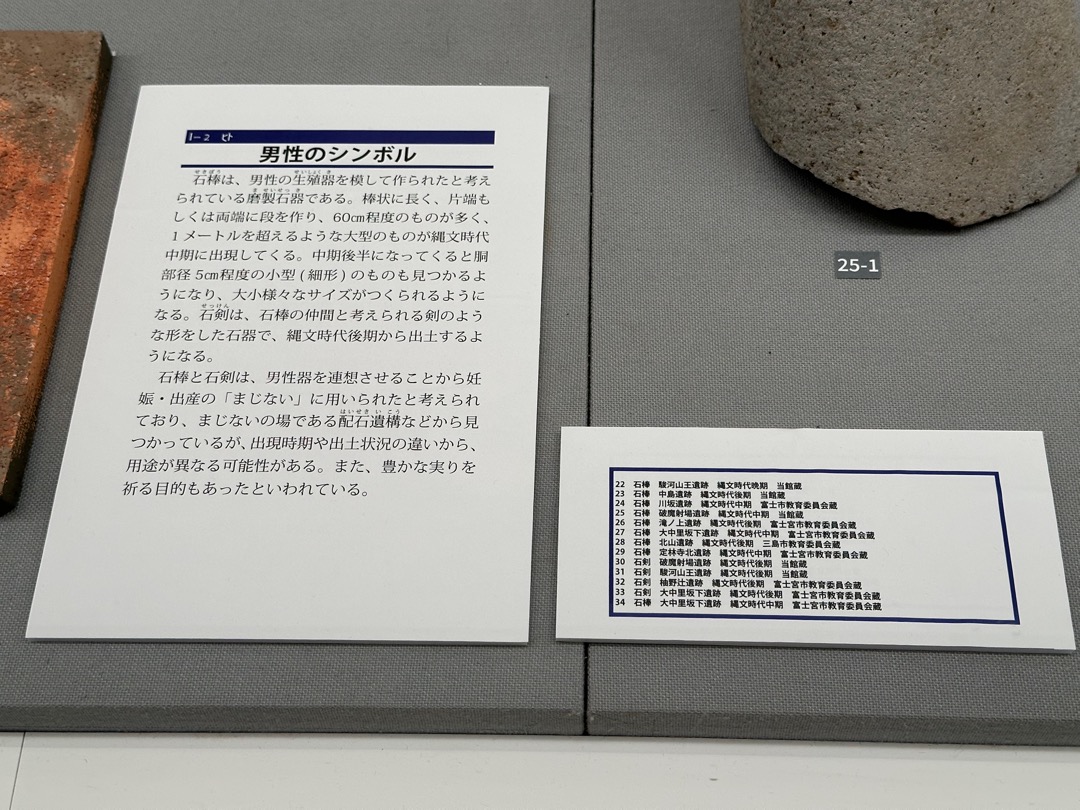 I－2　ヒト
男性のシンボル
石棒は、男性の生殖器を模して作られたと考え
られている磨製石器である。棒状に長く、片端も
しくは両端に段を作り、60㎝程度のものが多く、
1メートルを超えるような大型のものが縄文時代
中期に出現してくる。中期後半になってくると胴
部径5㎝程度の小型(細形)のものも見つかるよ
うになり、大小様々なサイズがつくられるように
なる。石剣は、石棒の仲間と考えられる剣のよう
な形をした石器で、縄文時代後期から出土するよ
うになる。
石棒と石剣は、男性器を連想させることから妊
娠・出産の「まじない」に用いられたと考えられ
ており、まじないの場である配石遺構などから見
つかっているが、出現時期や出土状況の違いから、
用途が異なる可能性がある。また、豊かな実りを
祈る目的もあったといわれている。
25-1
22　石棒　駿河山王遺跡　縄文時代晩期　当館蔵
23　石棒　中島遺跡　縄文時代後期　当館蔵
24　石棒　川坂遺跡　縄文時代中期　富士市教育委員会蔵
25　石棒　破魔射場遺跡　縄文時代中期　当館蔵
26　石棒　滝ノ上遺跡　縄文時代後期　富士宮市教育委員会蔵
27　石棒　大中里坂下遺跡　縄文時代中期　富士宮市教育委員会蔵
28　石棒　北山遺跡　縄文時代後期　三島市教育委員会蔵
29　石棒　定林寺北遺跡　縄文時代中期　富士宮市教育委員会蔵
30　石剣　破魔射場遺跡　縄文時代後期　当館蔵
31　石剣　駿河山王遺跡　縄文時代後期　当館蔵
32　石剣　柚野辻遺跡　縄文時代後期　富士宮市教育委員会蔵
33　石剣　大中里坂下遺跡　縄文時代後期　富士宮市教育委員会蔵
34　石棒　大中里坂下遺跡　縄文時代中期　富士宮市教育委員会蔵